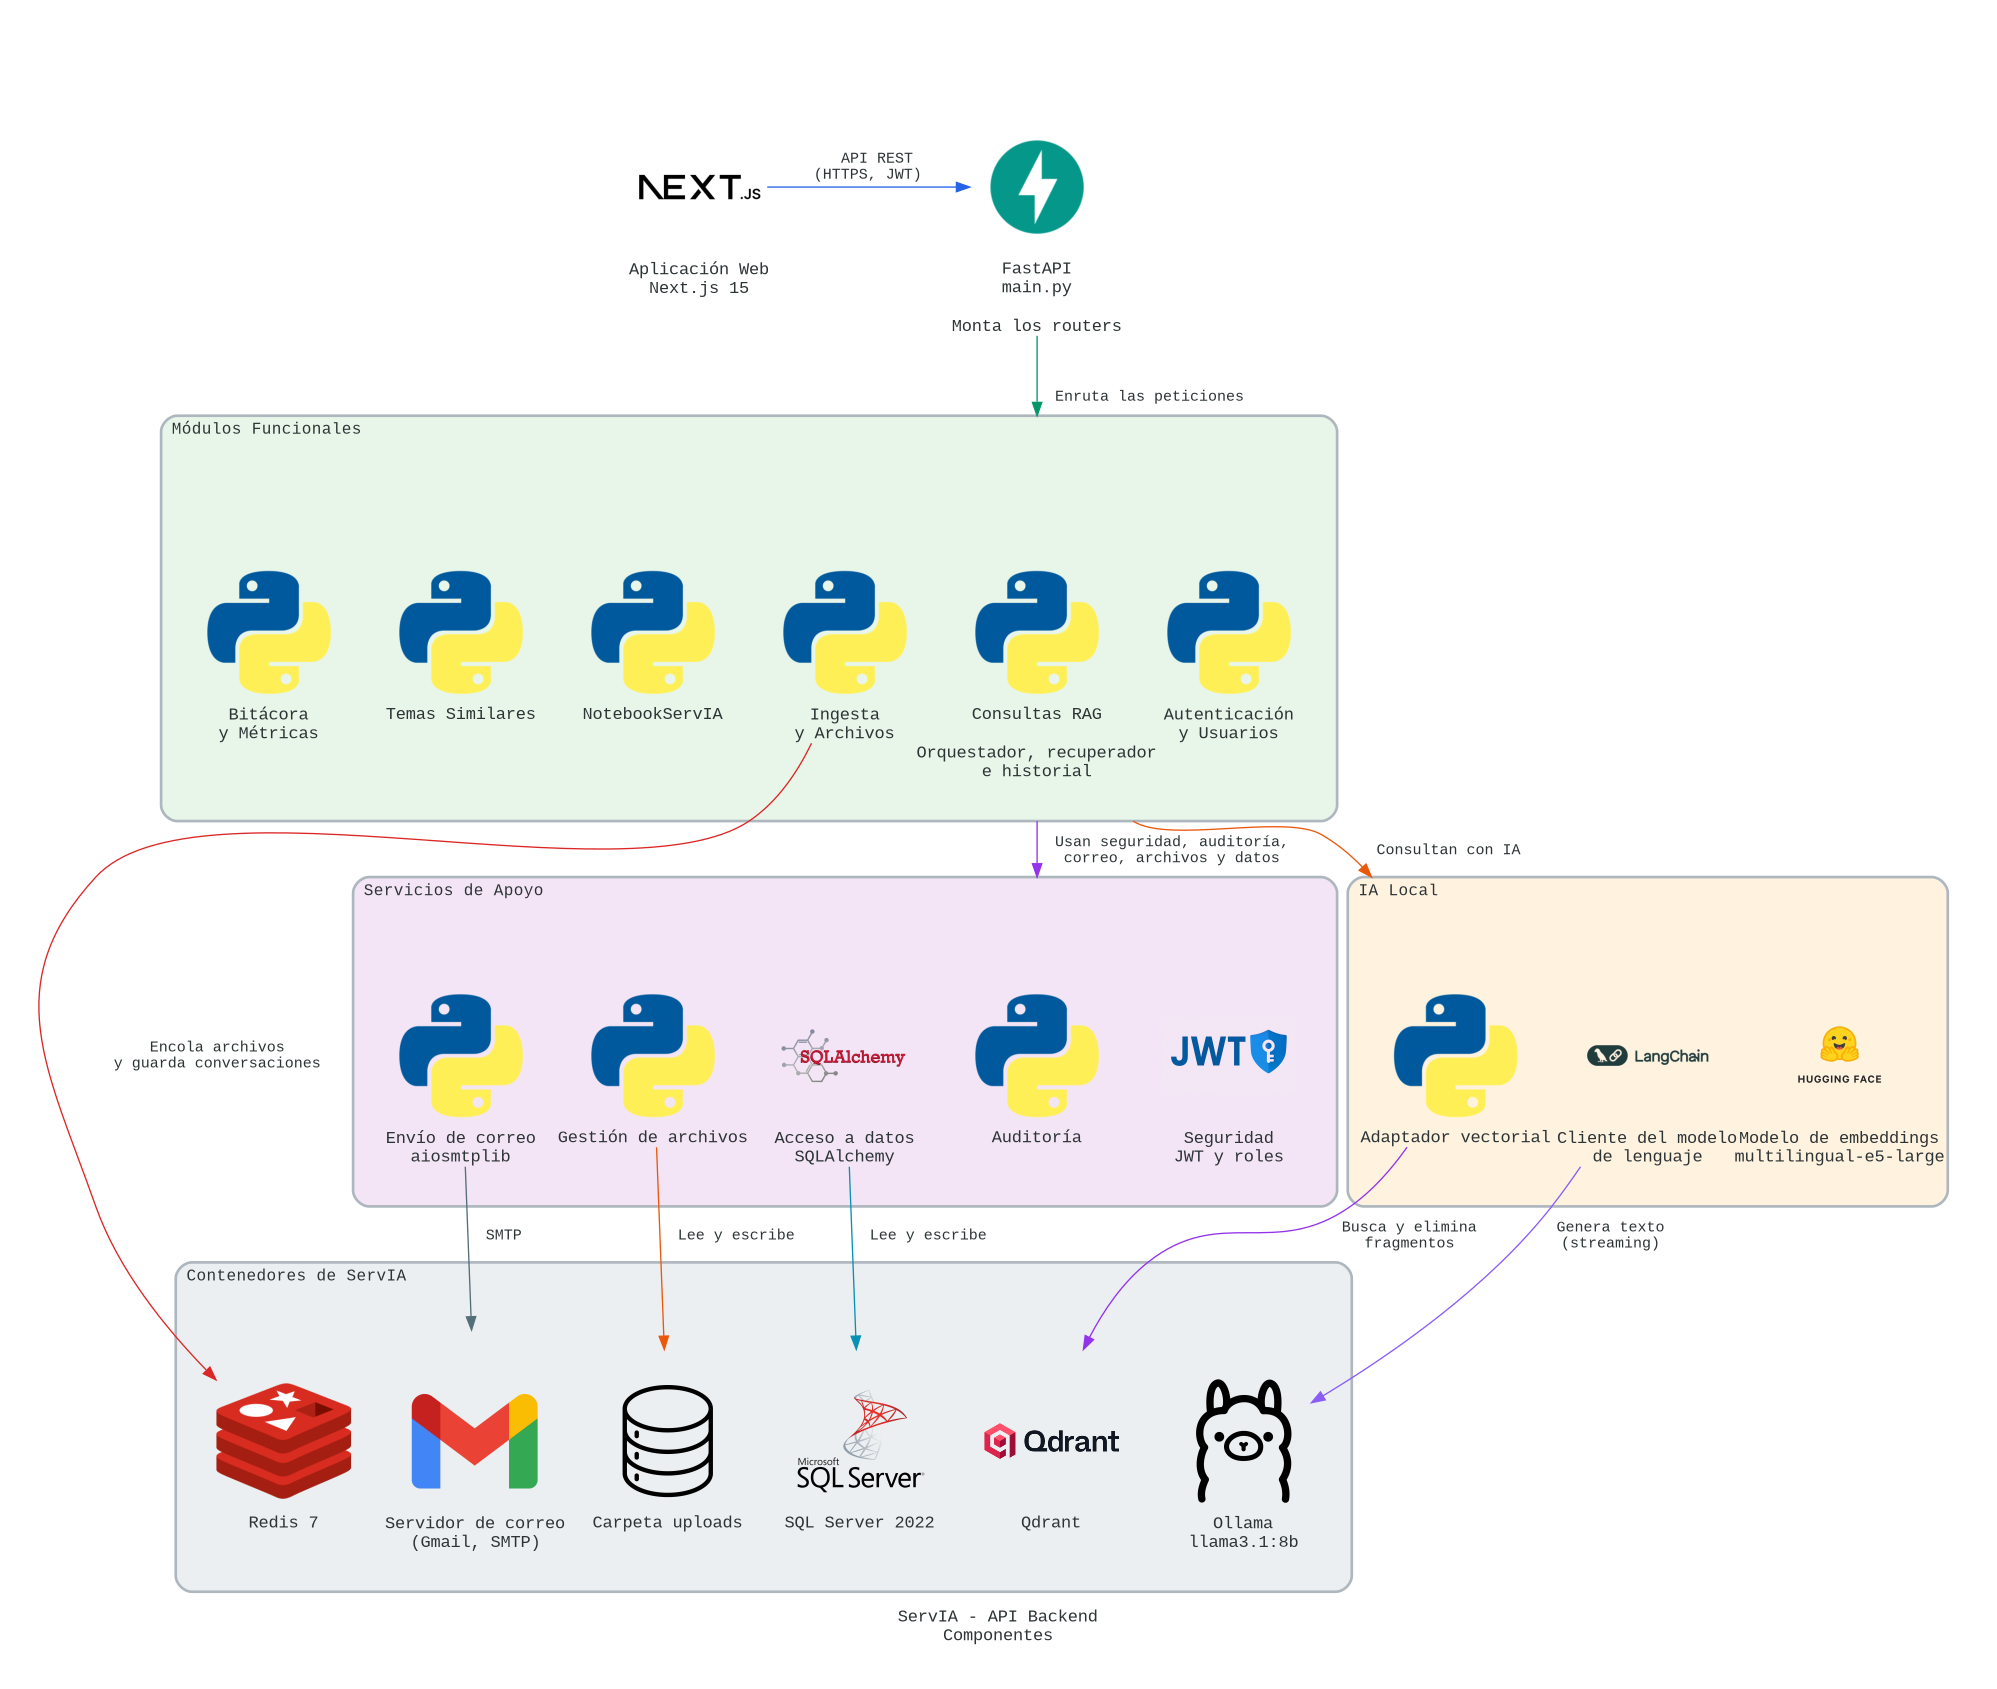 API REST
(HTTPS, JWT)
NEXT.JS
Aplicación Web
Next.js 15
FastAPI
main.py
Monta los routers
Enruta las peticiones
Módulos Funcionales
Bitácora
y Métricas
Temas Similares
NotebookServIA
Ingesta
y Archivos
Consultas RAG
Orquestador, recuperador
e historial
Autenticación
y Usuarios
Usan seguridad, auditoría,
correo, archivos y datos
Consultan con IA
Servicios de Apoyo
IA Local
Encola archivos
y guarda conversaciones
SQLAlchemy
JWT
LangChain
HUGGING FACE
Envío de correo
aiosmtplib
Gestión de archivos
Acceso a datos
SQLAlchemy
Auditoría
Seguridad
JWT y roles
Adaptador vectorial
Cliente del modelo
de lenguaje
Modelo de embeddings
multilingual-e5-large
SMTP
Lee y escribe
Lee y escribe
Busca y elimina
fragmentos
Genera texto
(streaming)
Contenedores de ServIA
Microsoft
SQL Server
Qdrant
Redis 7
Servidor de correo
(Gmail, SMTP)
Carpeta uploads
SQL Server 2022
Qdrant
Ollama
llama3.1:8b
ServIA - API Backend
Componentes